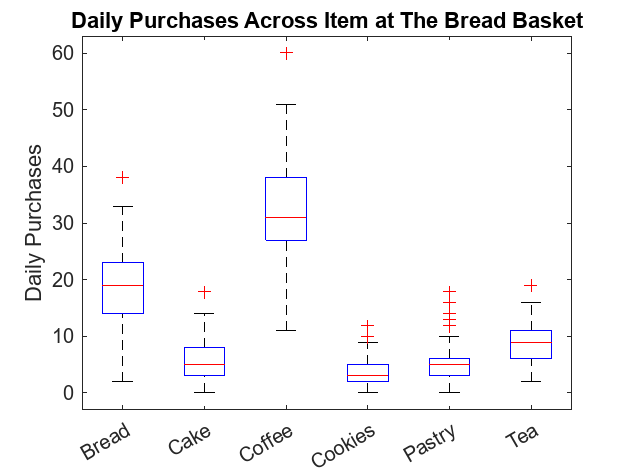 Daily Purchases Across Item at The Bread Basket
Daily Purchases
60
50
40
30
20
10
0
Bread
Cake
Coffee
Cookies
Pastry
Tea